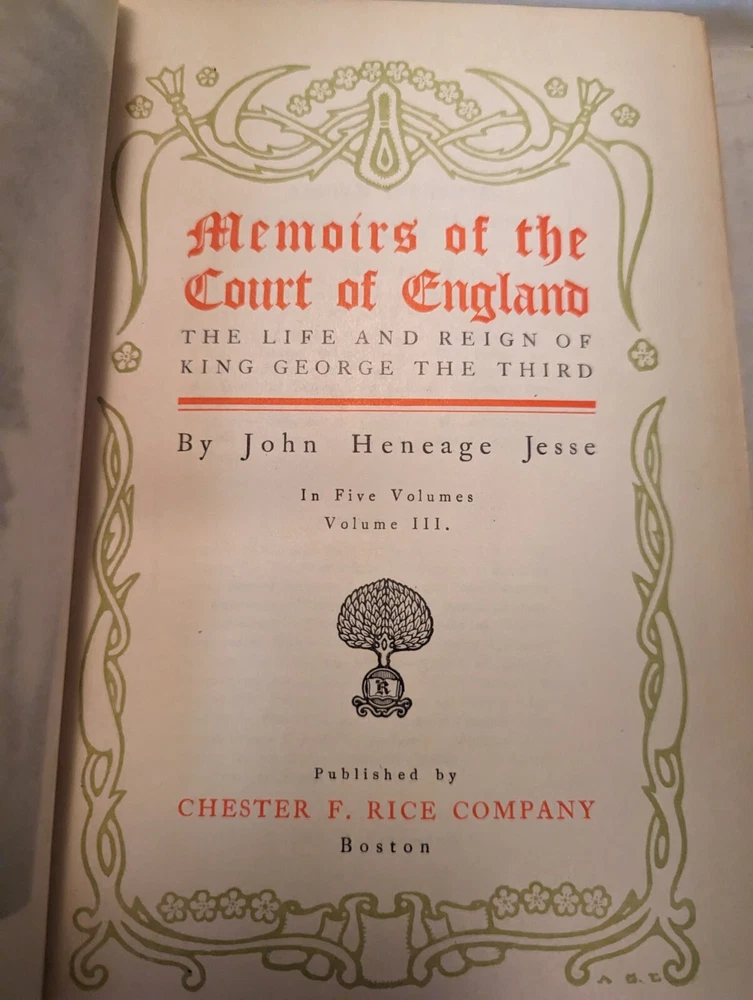 Memoirs of the
Court of England
THE LIFE AND REIGN OF
KING GEORGE THE THIRD
By John Heneage Jesse
In Five Volumes
Volume III.
R
Published by
CHESTER F. RICE COMPANY
Boston